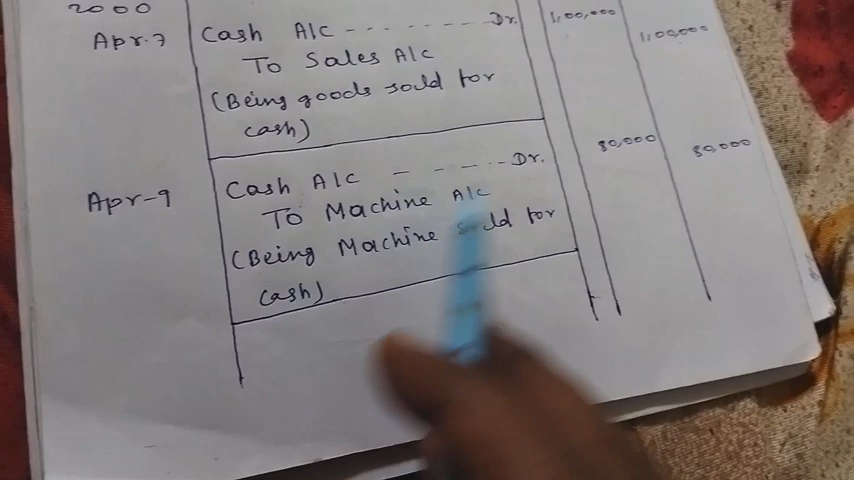 2000
Apr.7 Cash A/c - - - - - - - - - Dr. 1,00,000
To Sales A/c 1,00,000
(Being goods sold for
cash)
Apr-9 Cash A/c - - - - - Dr. 80,000
To Machine A/c 80,000
(Being Machine sold for
cash)